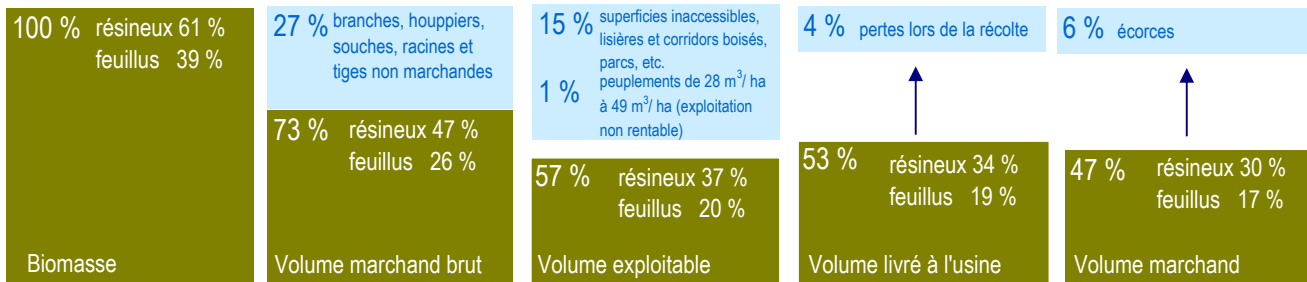 100 % résineux 61 %
feuillus 39 %
Biomasse
27 % branches, houppiers,
souches, racines et
tiges non marchandes
73 % résineux 47 %
feuillus 26 %
Volume marchand brut
15 % superficies inaccessibles,
lisières et corridors boisés,
parcs, etc.
1 % peuplements de 28 m³/ ha
à 49 m³/ ha (exploitation
non rentable)
57 % résineux 37 %
feuillus 20 %
Volume exploitable
4 % pertes lors de la récolte
53 % résineux 34 %
feuillus 19 %
Volume livré à l'usine
6 % écorces
47 % résineux 30 %
feuillus 17 %
Volume marchand